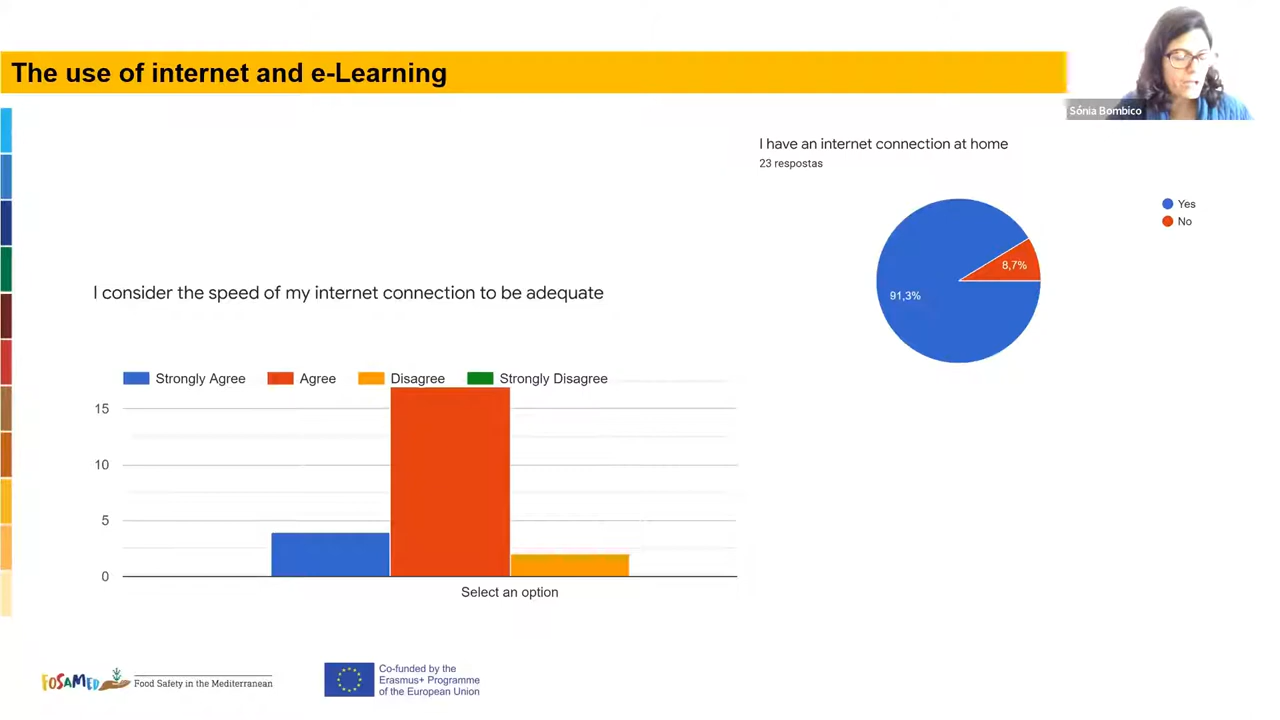 The use of internet and e-Learning
Sónia Bombico
I have an internet connection at home
23 respostas
Yes
No
8,7%
91,3%
I consider the speed of my internet connection to be adequate
Strongly Agree
Agree
Disagree
Strongly Disagree
15
10
5
0
Select an option
FOSAMED
Food Safety in the Mediterranean
Co-funded by the
Erasmus+ Programme
of the European Union